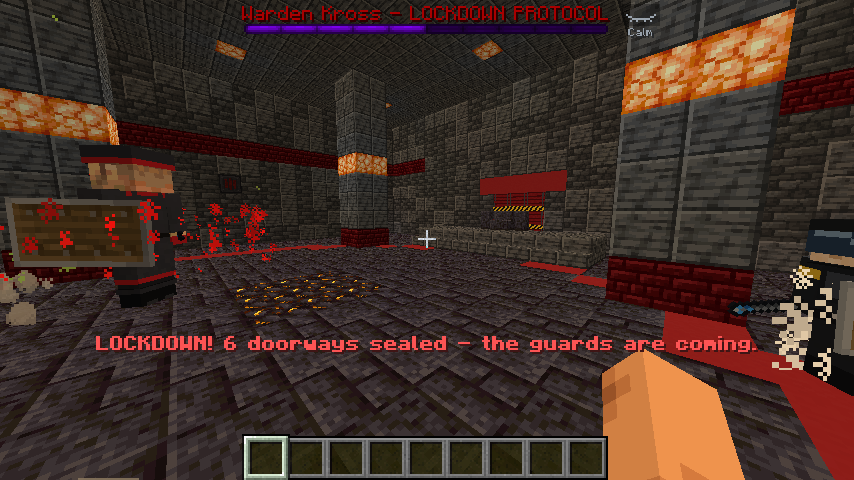 Warden Kross - LOCKDOWN PROTOCOL
Calm
LOCKDOWN! 6 doorways sealed - the guards are coming.